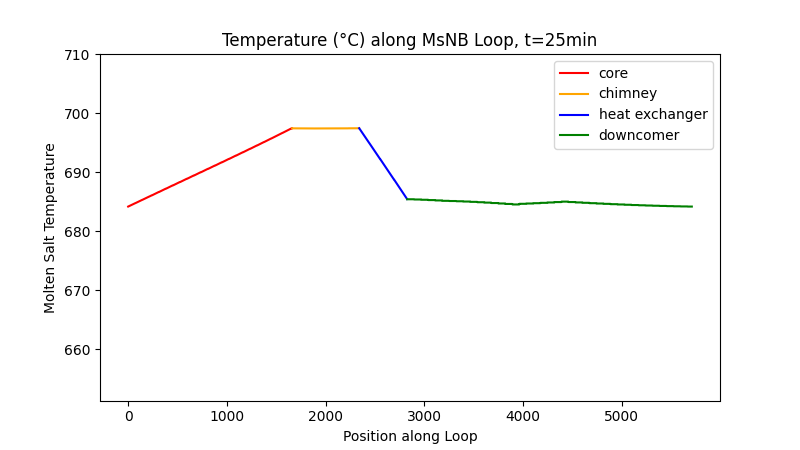 Temperature (°C) along MsNB Loop, t=25min
710
700
690
680
670
660
Molten Salt Temperature
core
chimney
heat exchanger
downcomer
0 1000 2000 3000 4000 5000
Position along Loop